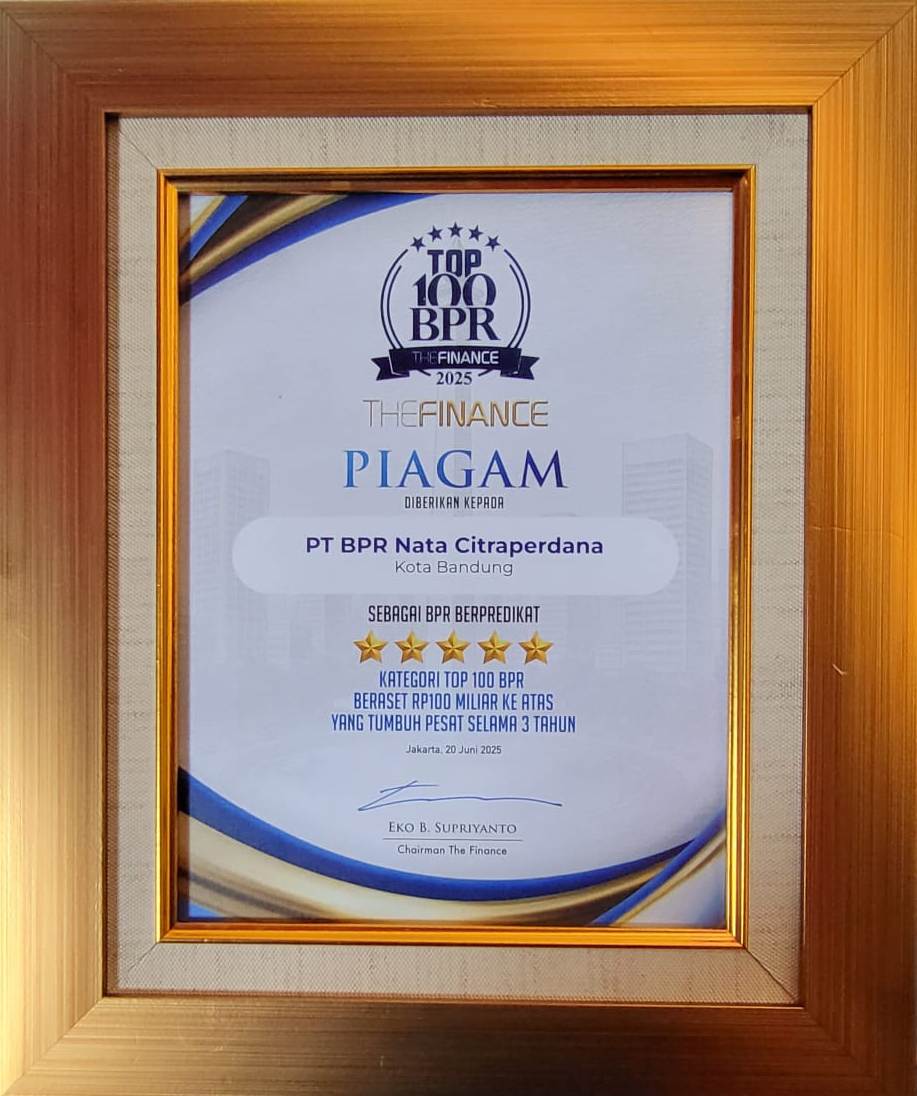 TOP
100
BPR
THE FINANCE
2025
THEFINANCE
PIAGAM
DIBERIKAN KEPADA
PT BPR Nata Citraperdana
Kota Bandung
SEBAGAI BPR BERPREDIKAT
KATEGORI TOP 100 BPR
BERASET RP100 MILIAR KE ATAS
YANG TUMBUH PESAT SELAMA 3 TAHUN
Jakarta, 20 Juni 2025
EKO B. SUPRIYANTO
Chairman The Finance